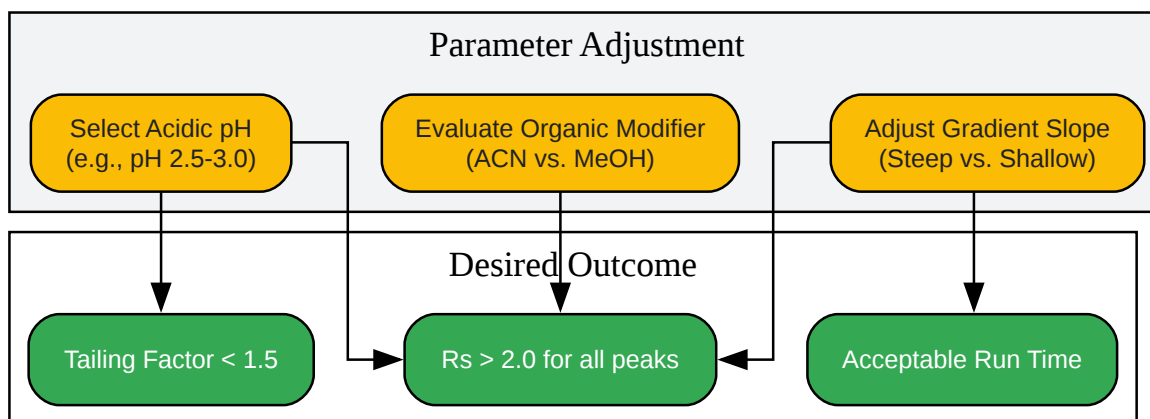 Parameter Adjustment
Select Acidic pH
(e.g., pH 2.5-3.0)
Evaluate Organic Modifier
(ACN vs. MeOH)
Adjust Gradient Slope
(Steep vs. Shallow)
Desired Outcome
Tailing Factor < 1.5
Rs > 2.0 for all peaks
Acceptable Run Time